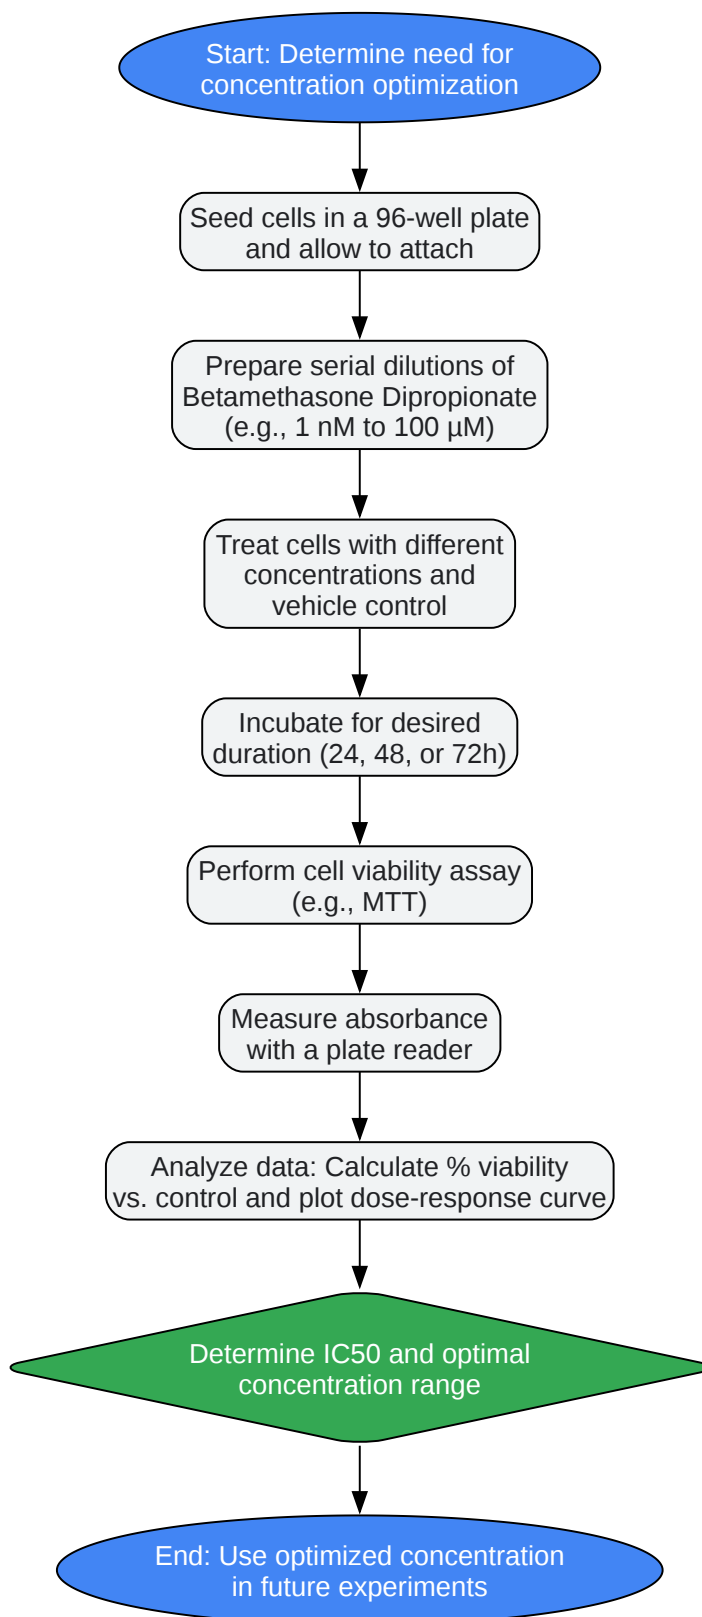 Start: Determine need for
concentration optimization
Seed cells in a 96-well plate
and allow to attach
Prepare serial dilutions of
Betamethasone Dipropionate
(e.g., 1 nM to 100 µM)
Treat cells with different
concentrations and
vehicle control
Incubate for desired
duration (24, 48, or 72h)
Perform cell viability assay
(e.g., MTT)
Measure absorbance
with a plate reader
Analyze data: Calculate % viability
vs. control and plot dose-response curve
Determine IC50 and optimal
concentration range
End: Use optimized concentration
in future experiments